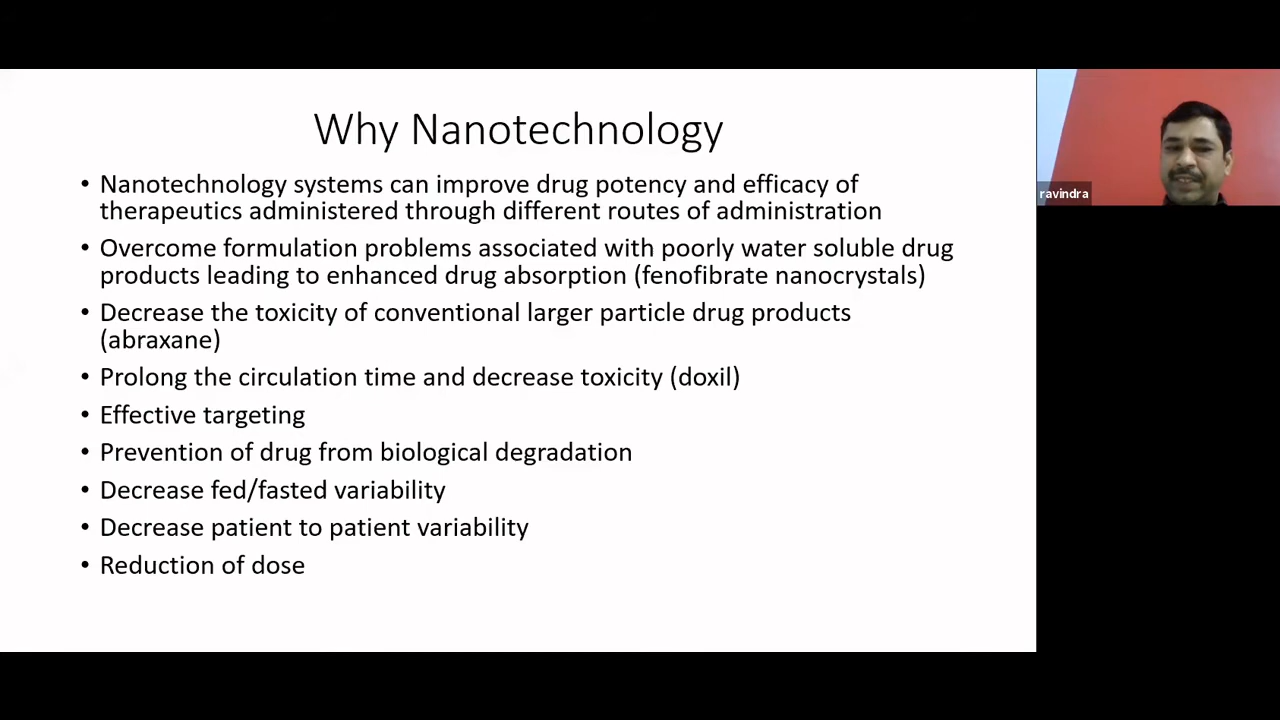 Why Nanotechnology
• Nanotechnology systems can improve drug potency and efficacy of
therapeutics administered through different routes of administration
• Overcome formulation problems associated with poorly water soluble drug
products leading to enhanced drug absorption (fenofibrate nanocrystals)
• Decrease the toxicity of conventional larger particle drug products
(abraxane)
• Prolong the circulation time and decrease toxicity (doxil)
• Effective targeting
• Prevention of drug from biological degradation
• Decrease fed/fasted variability
• Decrease patient to patient variability
• Reduction of dose
ravindra